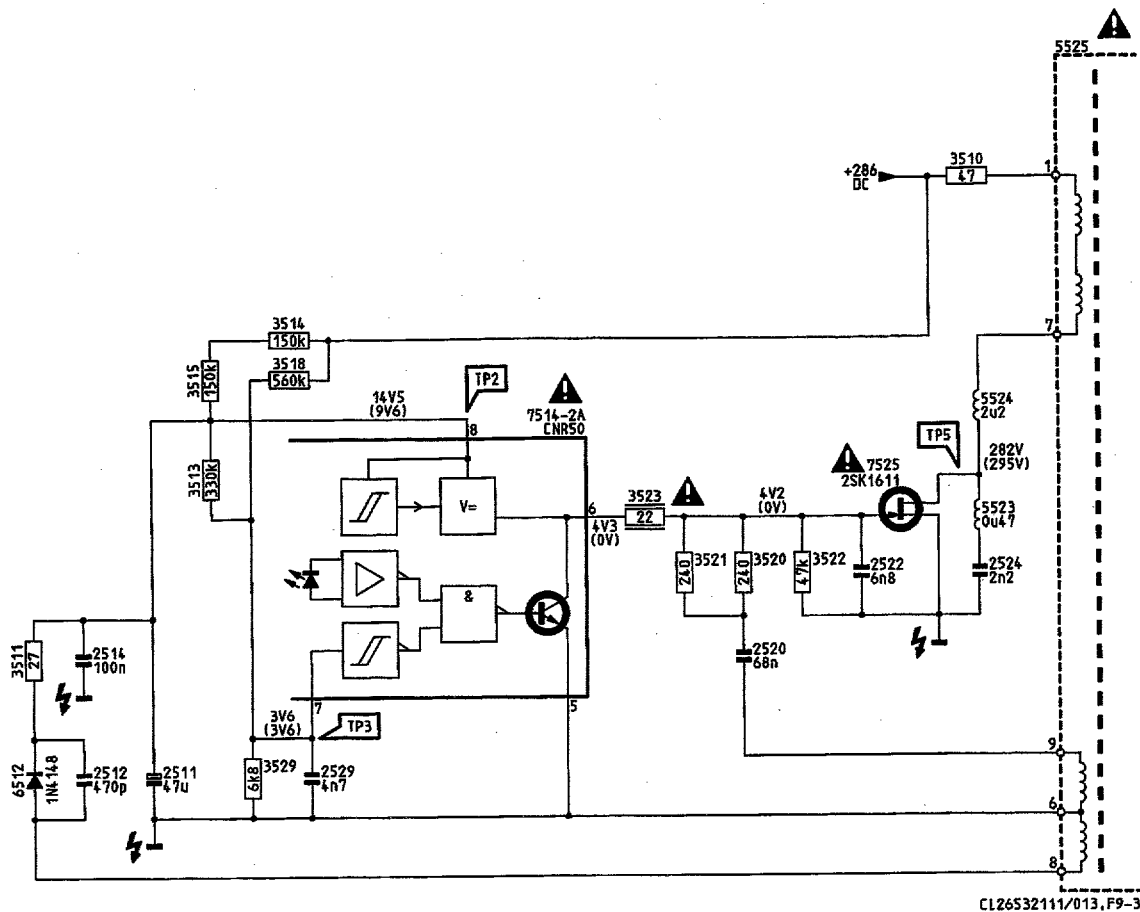 5525
3510
+286
DC
47
1
3514
150k
7
3518
560k
3515
150k
TP2
14V5
(9V6)
5524
2u2
7514-2A
CNR50
8
TP5
282V
(295V)
7525
2SK1611
3513
330k
V=
3523
22
6
4V3
(0V)
4V2
(0V)
5523
0u47
240
3521
240
3520
47k
3522
2522
6n8
2524
2n2
&
3511
27
2514
100n
2520
68n
7
5
3V6
(3V6)
TP3
9
6512
1N4148
2512
470p
2511
47u
6k8
3529
2529
4n7
6
8
CL26532111/013,F9-3